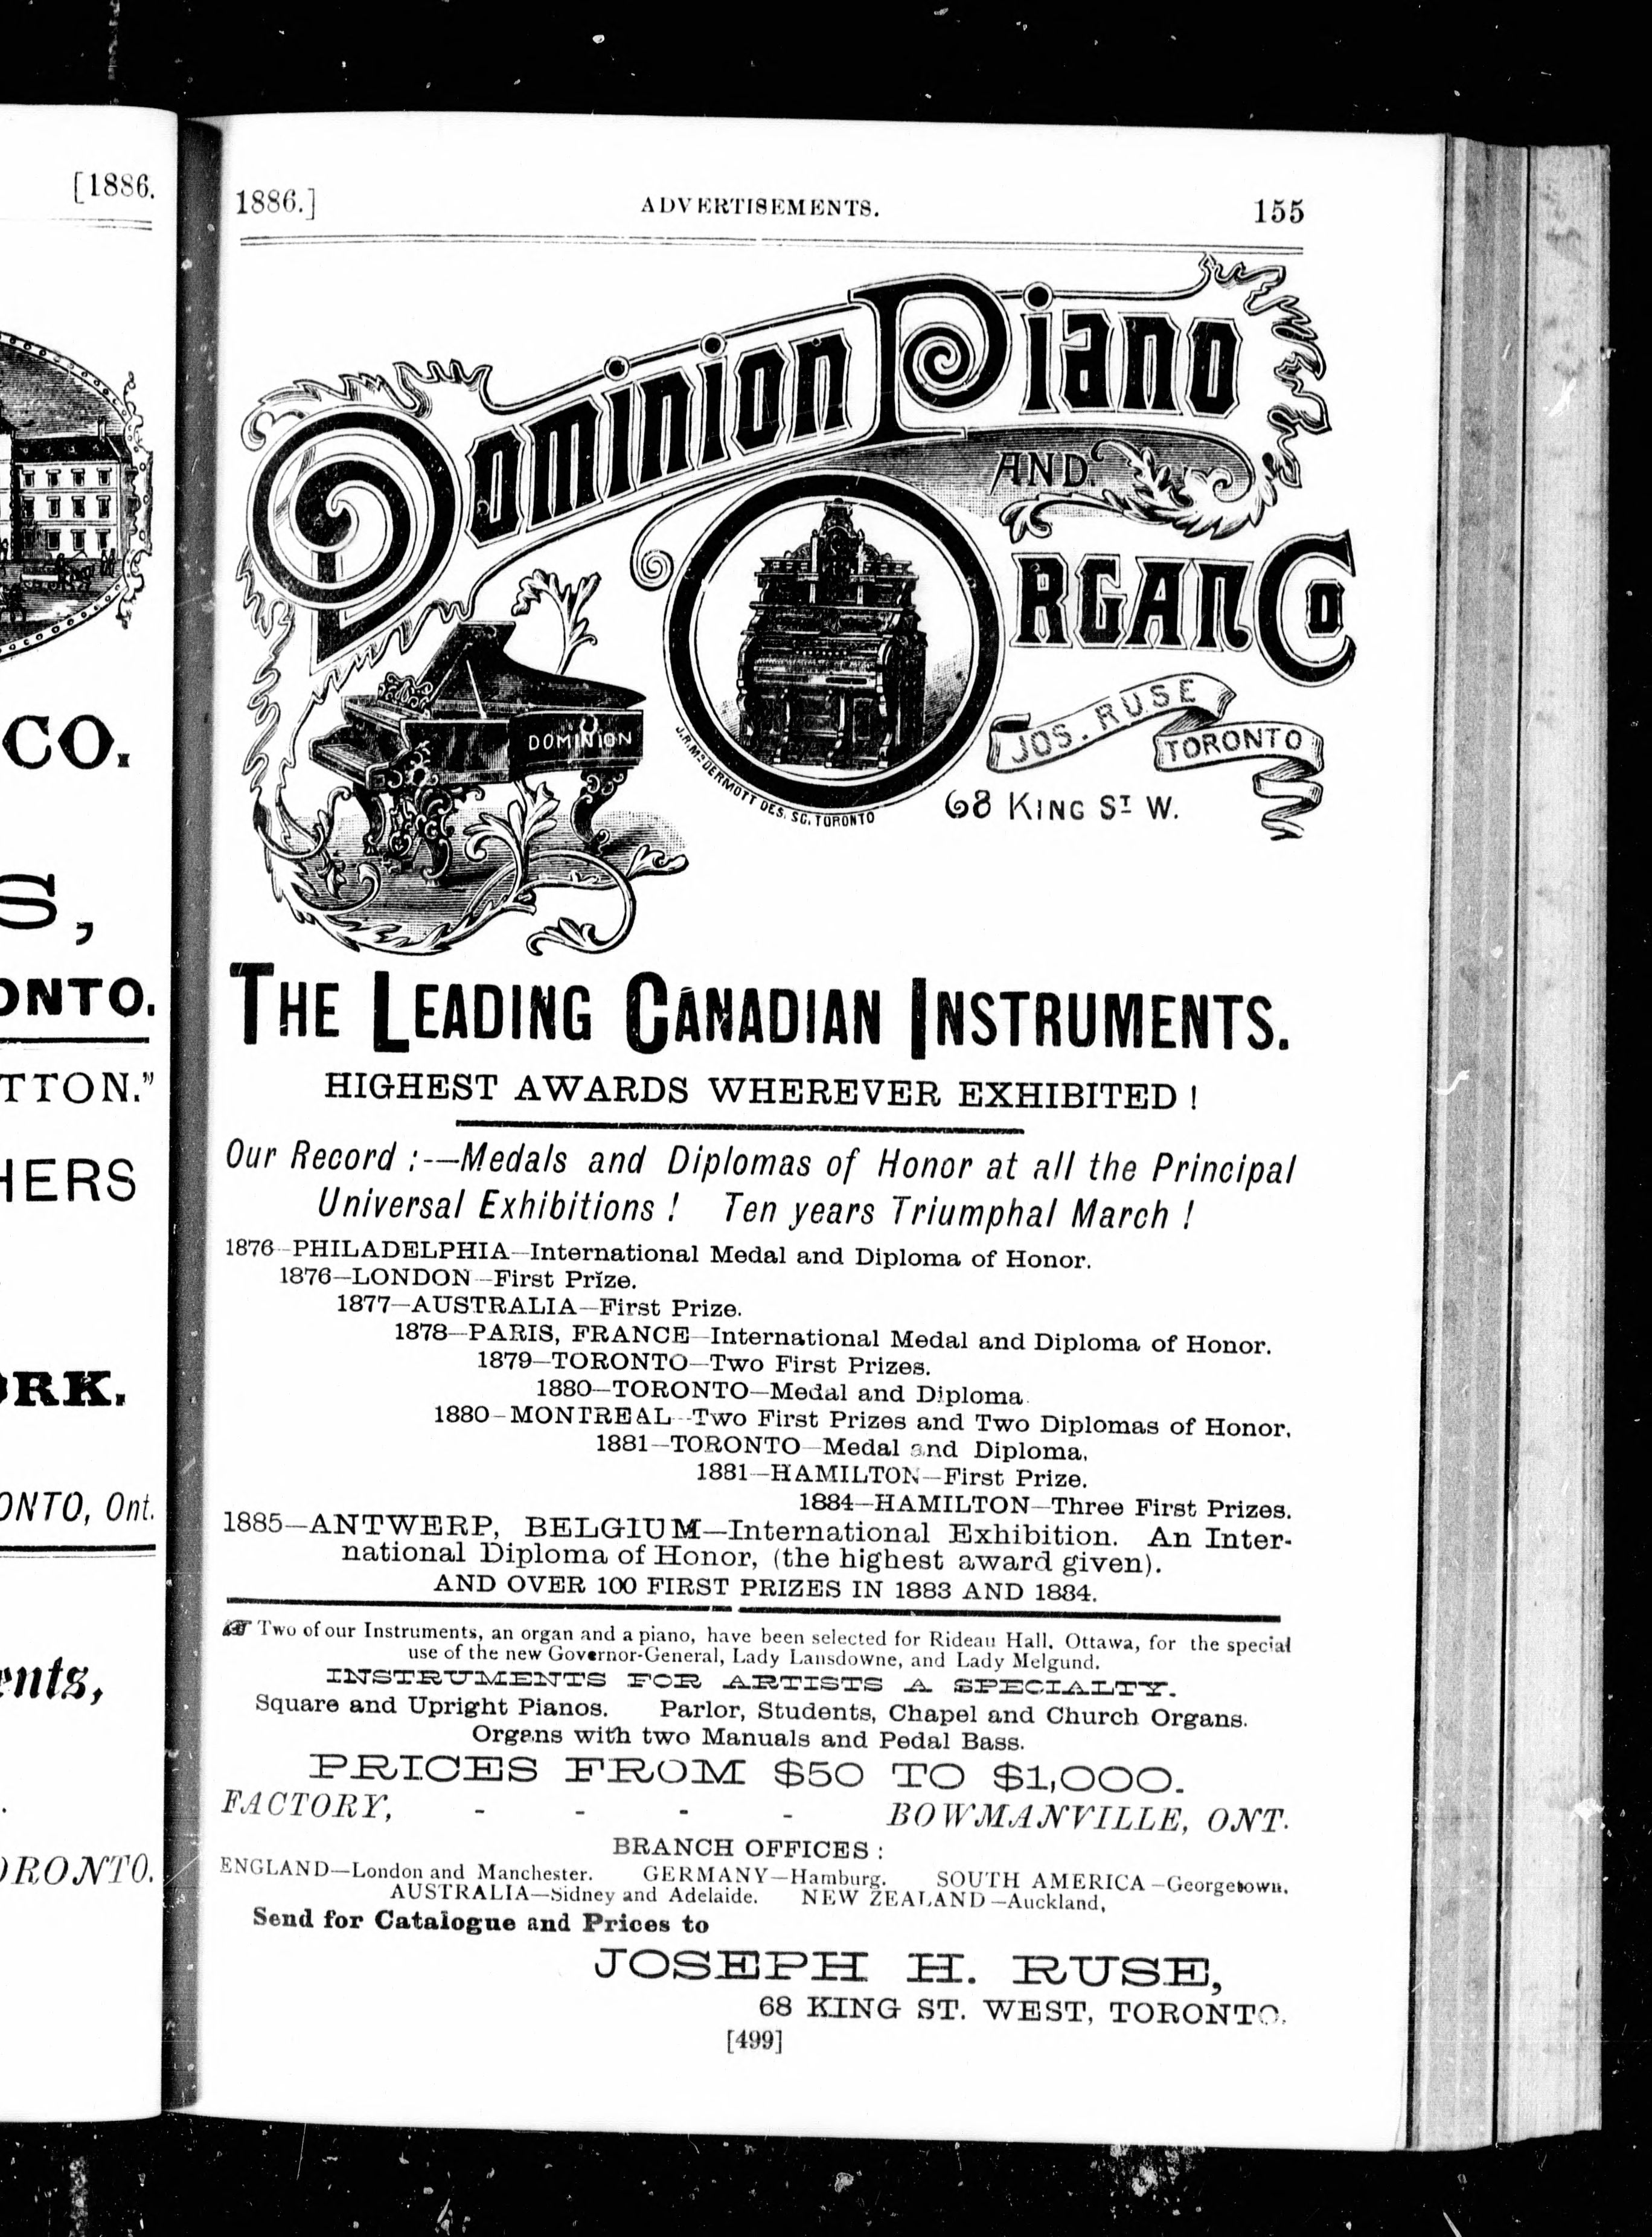 [1886.
CO.
S,
ONTO.
TTON."
HERS
ORK.
ONTO, Ont.
ents,
ORONTO.
1886.] ADVERTISEMENTS. 155
Dominion Piano
AND
ORGAN Co
DOMINION
JOS. RUSE
TORONTO
J.R. McDERMOTT DES. SC. TORONTO
68 KING ST W.
THE LEADING CANADIAN INSTRUMENTS.
HIGHEST AWARDS WHEREVER EXHIBITED !
Our Record :--Medals and Diplomas of Honor at all the Principal
Universal Exhibitions ! Ten years Triumphal March !
1876-PHILADELPHIA-International Medal and Diploma of Honor.
1876—LONDON-First Prize.
1877—AUSTRALIA—First Prize.
1878—PARIS, FRANCE-International Medal and Diploma of Honor.
1879—TORONTO—Two First Prizes.
1880—TORONTO—Medal and Diploma.
1880-MONTREAL-Two First Prizes and Two Diplomas of Honor.
1881-TORONTO-Medal and Diploma.
1881-HAMILTON-First Prize.
1884—HAMILTON-Three First Prizes.
1885—ANTWERP, BELGIUM—International Exhibition. An Inter-
national Diploma of Honor, (the highest award given).
AND OVER 100 FIRST PRIZES IN 1883 AND 1884.
☞ Two of our Instruments, an organ and a piano, have been selected for Rideau Hall, Ottawa, for the special
use of the new Governor-General, Lady Lansdowne, and Lady Melgund.
INSTRUMENTS FOR ARTISTS A SPECIALTY.
Square and Upright Pianos. Parlor, Students, Chapel and Church Organs.
Organs with two Manuals and Pedal Bass.
PRICES FROM $50 TO $1,000.
FACTORY, - - - - BOWMANVILLE, ONT.
BRANCH OFFICES :
ENGLAND—London and Manchester. GERMANY—Hamburg. SOUTH AMERICA-Georgetown.
AUSTRALIA—Sidney and Adelaide. NEW ZEALAND-Auckland,
Send for Catalogue and Prices to
JOSEPH H. RUSE,
68 KING ST. WEST, TORONTO.
[499]